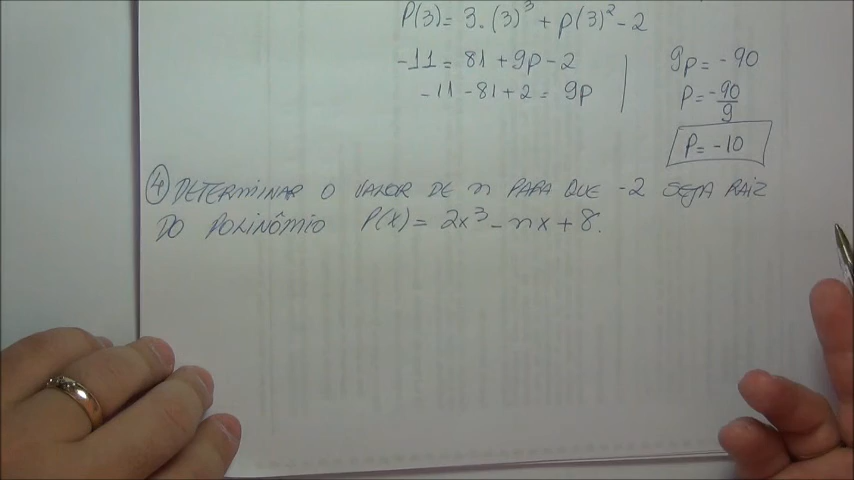 P(3) = 3.(3)³ + p(3)² - 2
-11 = 81 + 9p - 2
9p = -90
-11 - 81 + 2 = 9p
p = -90/9
P = -10
4 DETERMINAR O VALOR DE n PARA QUE -2 SEJA RAIZ
DO POLINÔMIO P(x) = 2x³ - nx + 8.